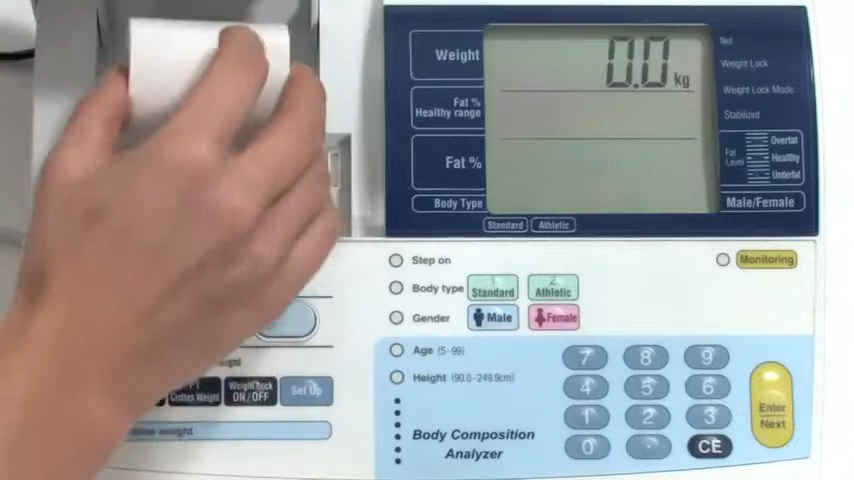 Weight
0.0 kg
Net
Weight Lock
Weight Lock Mode
Stabilized
Fat %
Healthy range
Fat %
Fat
Level
Overfat
Healthy
Underfat
Body Type
Male/Female
Standard
Athletic
Step on
Monitoring
Body type
1
Standard
2
Athletic
Gender
Male
Female
Age (5-99)
Height (90.0-249.9cm)
7 8 9
4 5 6
1 2 3
0 . CE
Enter
Next
Clothes Weight
Weight Lock
ON/OFF
Set Up
weight
Body Composition
Analyzer